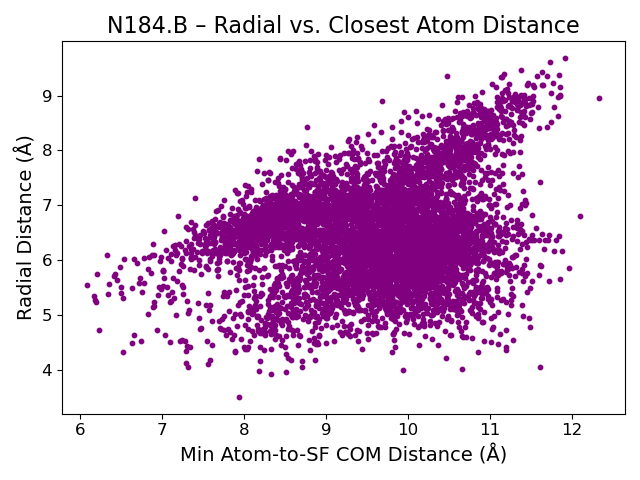 N184.B – Radial vs. Closest Atom Distance
9
8
7
6
5
4
Radial Distance (Å)
6 7 8 9 10 11 12
Min Atom-to-SF COM Distance (Å)